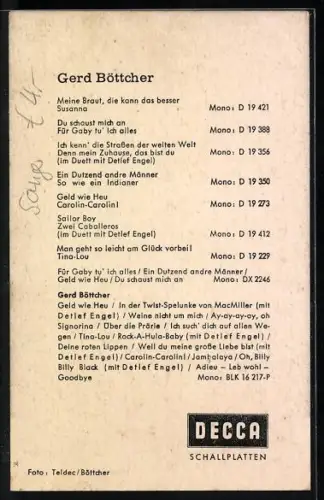 Gerd Böttcher
Meine Braut, die kann das besser
Susanna Mono: D 19 421
Du schaust mich an
Für Gaby tu' ich alles Mono: D 19 388
Ich kenn' die Straßen der weiten Welt
Denn mein Zuhause, das bist du Mono: D 19 356
(im Duett mit Detlef Engel)
Ein Dutzend andre Männer
So wie ein Indianer Mono: D 19 350
Geld wie Heu
Carolin-Carolini Mono: D 19 273
Sailor Boy
Zwei Caballeros
(im Duett mit Detlef Engel) Mono: D 19 412
Man geht so leicht am Glück vorbei
Tina-Lou Mono: D 19 229
Für Gaby tu' ich alles / Ein Dutzend andre Männer /
Geld wie Heu / Du schaust mich an Mono: DX 2246
Gerd Böttcher
Geld wie Heu / In der Twist-Spelunke von MacMiller (mit
Detlef Engel) / Weine nicht um mich / Ay-ay-ay-ay, oh
Signorina / Über die Prärie / Ich such' dich auf allen We-
gen / Tina-Lou / Rock-A-Hula-Baby (mit Detlef Engel) /
Deine roten Lippen / Weil du meine große Liebe bist (mit
Detlef Engel) / Carolin-Carolini / Jambalaya / Oh, Billy
Billy Black (mit Detlef Engel) / Adieu – Leb wohl –
Goodbye Mono: BLK 16 217-P
DECCA
SCHALLPLATTEN
Foto: Teldec/Böttcher